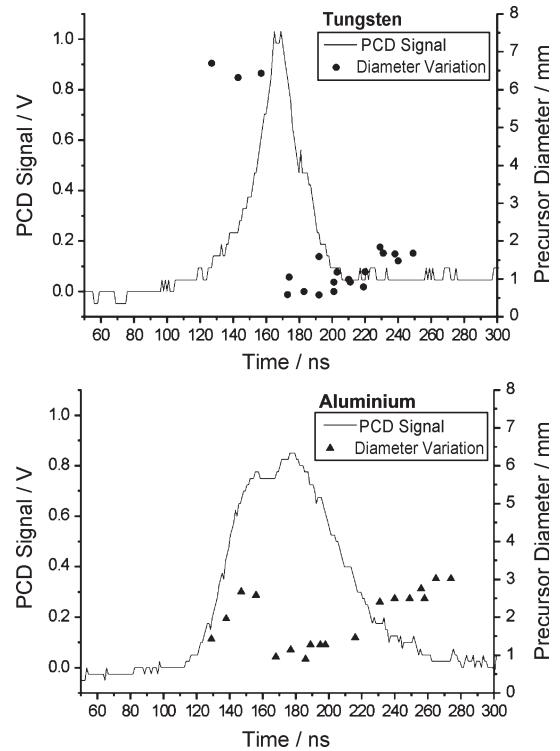 Tungsten
PCD Signal
Diameter Variation
PCD Signal / V
1.0
0.8
0.6
0.4
0.2
0.0
8
7
6
5
4
3
2
1
0
Precursor Diameter / mm
60 80 100 120 140 160 180 200 220 240 260 280 300
Time / ns
Aluminium
PCD Signal
Diameter Variation
PCD Signal / V
1.0
0.8
0.6
0.4
0.2
0.0
8
7
6
5
4
3
2
1
0
Precursor Diameter / mm
60 80 100 120 140 160 180 200 220 240 260 280 300
Time / ns